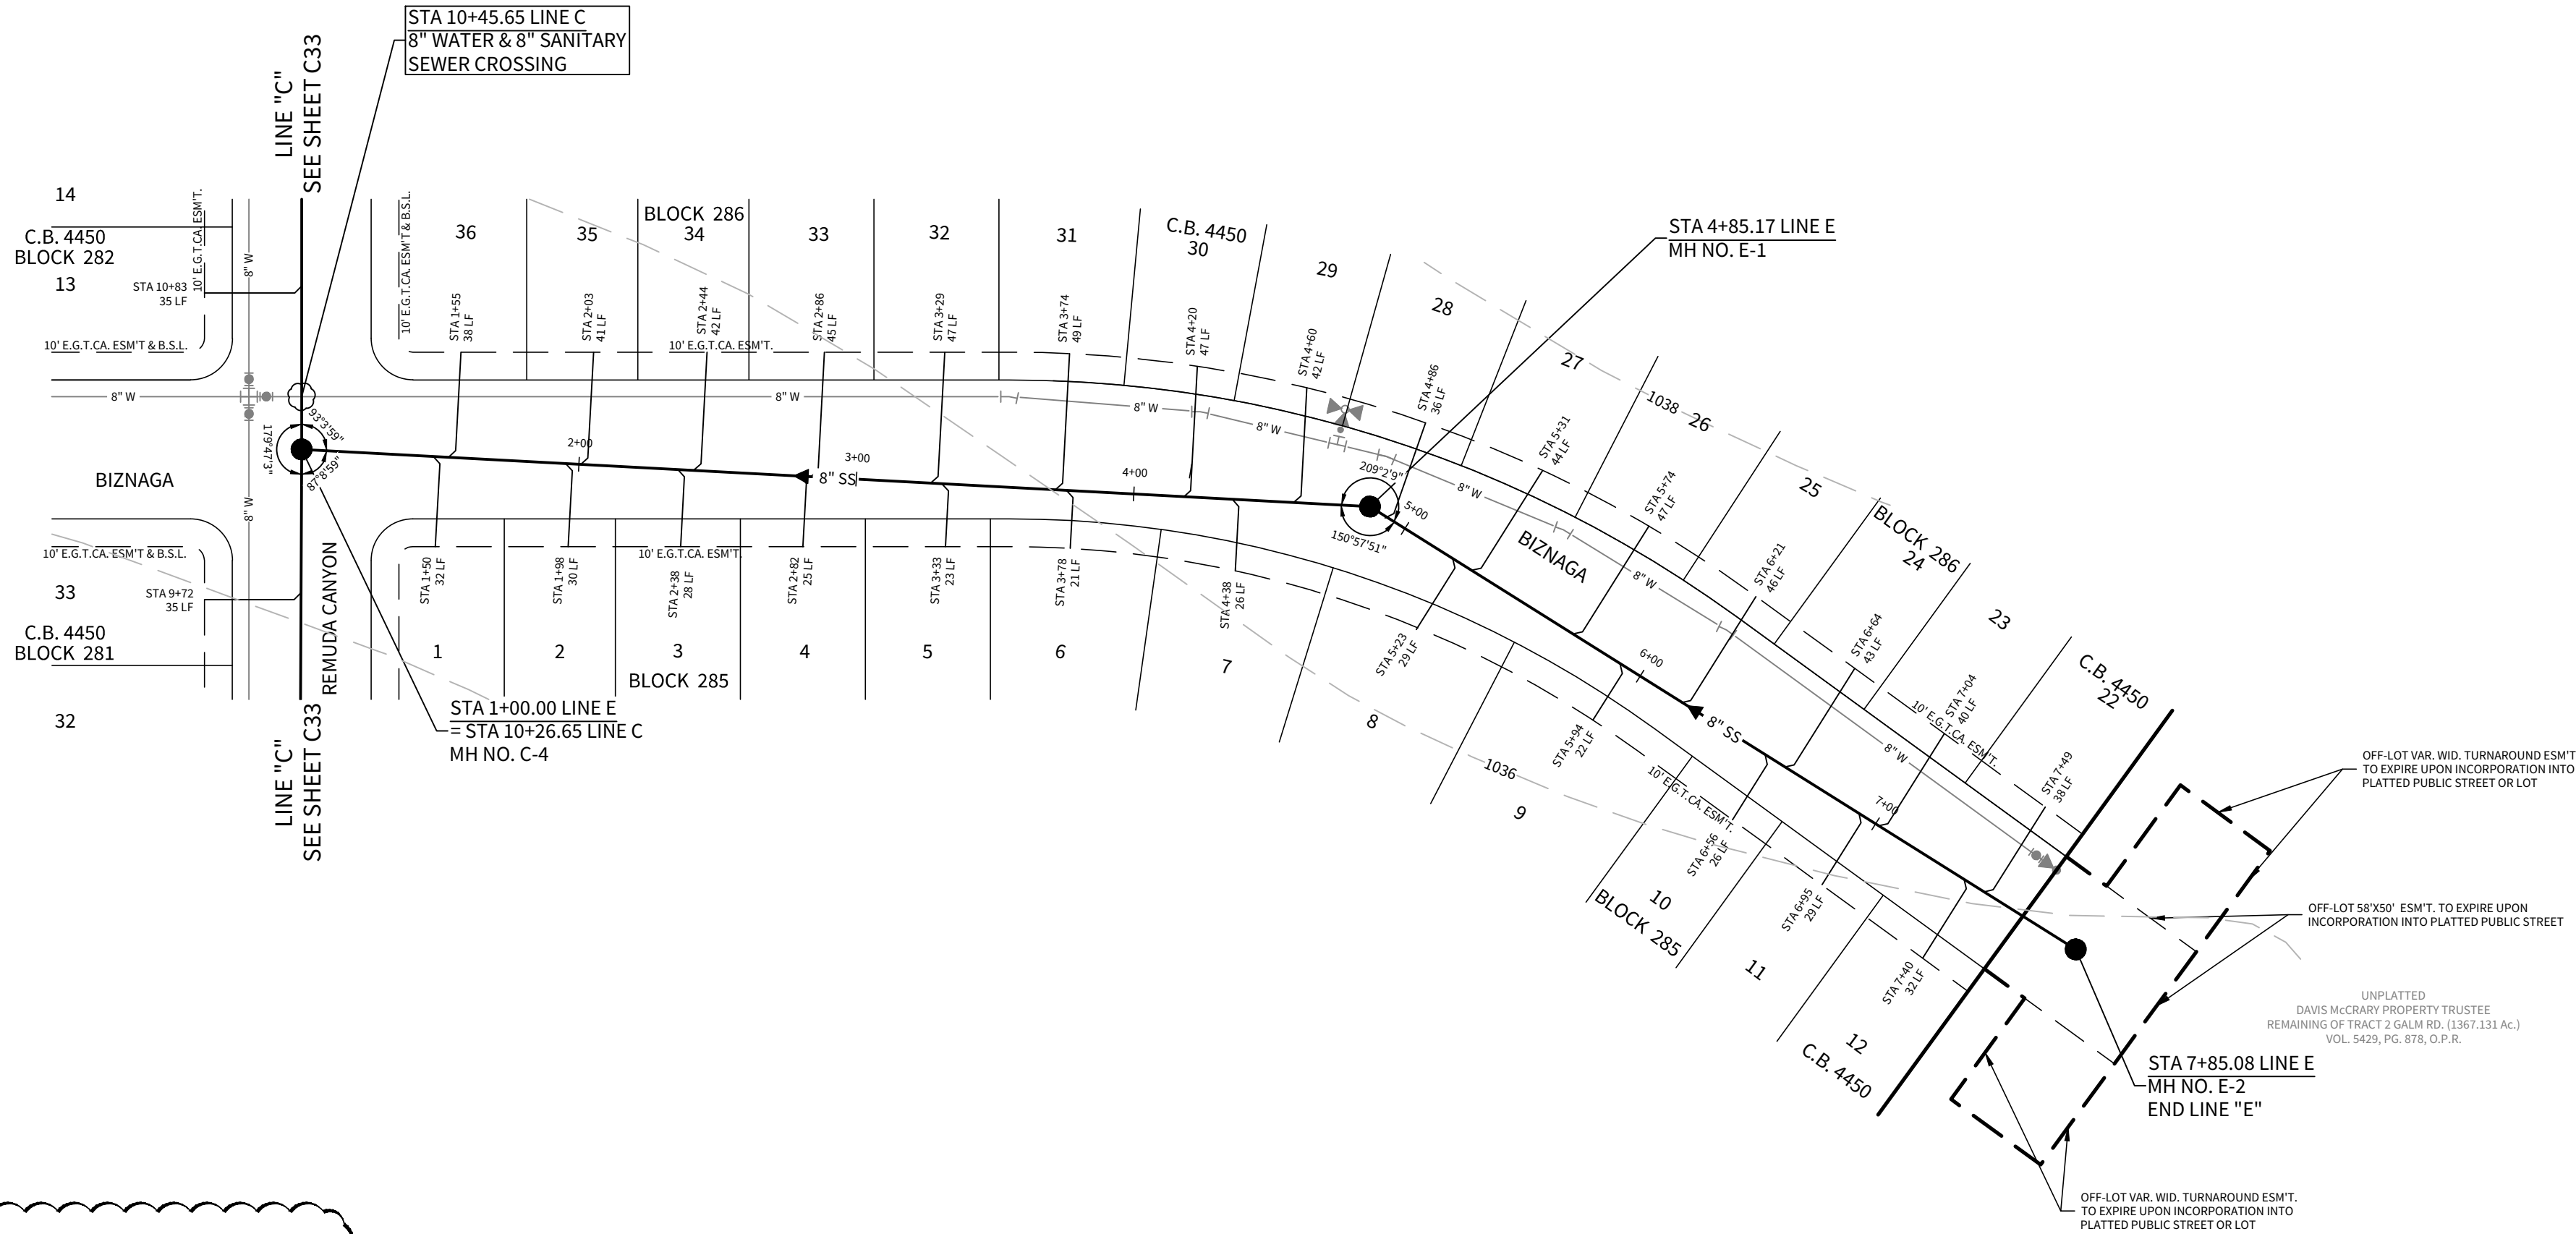 STA 10+45.65 LINE C
8" WATER & 8" SANITARY
SEWER CROSSING
LINE "C"
SEE SHEET C33
14
C.B. 4450
BLOCK 282
13
STA 10+83
35 LF
10' E.G.T.CA. ESM'T.
8" W
10' E.G.T.CA. ESM'T & B.S.L.
10' E.G.T.CA. ESM'T & B.S.L.
8" W
BIZNAGA
179°47'3"
93°3'59"
87°8'59"
8" W
10' E.G.T.CA. ESM'T & B.S.L.
33
STA 9+72
35 LF
C.B. 4450
BLOCK 281
32
REMUDA CANYON
LINE "C"
SEE SHEET C33
STA 1+00.00 LINE E
= STA 10+26.65 LINE C
MH NO. C-4
BLOCK 286
36
35
34
33
32
31
C.B. 4450
30
29
28
27
26
25
BLOCK 286
24
23
C.B. 4450
22
STA 1+55
38 LF
STA 2+03
41 LF
STA 2+44
42 LF
STA 2+86
45 LF
STA 3+29
47 LF
STA 3+74
49 LF
STA 4+20
47 LF
STA 4+60
42 LF
STA 4+86
36 LF
STA 5+31
44 LF
STA 5+74
47 LF
STA 6+21
46 LF
STA 6+64
43 LF
STA 7+04
40 LF
STA 7+49
38 LF
10' E.G.T.CA. ESM'T.
10' E.G.T.CA. ESM'T.
1038
8" W
8" W
8" W
8" W
8" W
8" W
2+00
3+00
8" SS
4+00
209°2'9"
150°57'51"
5+00
BIZNAGA
6+00
8" SS
7+00
STA 4+85.17 LINE E
MH NO. E-1
10' E.G.T.CA. ESM'T.
10' E.G.T.CA. ESM'T.
STA 1+50
32 LF
STA 1+98
30 LF
STA 2+38
28 LF
STA 2+82
25 LF
STA 3+33
23 LF
STA 3+78
21 LF
STA 4+38
26 LF
STA 5+23
29 LF
STA 5+94
22 LF
STA 6+56
26 LF
STA 6+95
29 LF
STA 7+40
32 LF
1
2
3
4
5
6
7
8
9
10
11
12
BLOCK 285
BLOCK 285
C.B. 4450
1036
OFF-LOT VAR. WID. TURNAROUND ESM'T
TO EXPIRE UPON INCORPORATION INTO
PLATTED PUBLIC STREET OR LOT
OFF-LOT 58'X50' ESM'T. TO EXPIRE UPON
INCORPORATION INTO PLATTED PUBLIC STREET
UNPLATTED
DAVIS McCRARY PROPERTY TRUSTEE
REMAINING OF TRACT 2 GALM RD. (1367.131 Ac.)
VOL. 5429, PG. 878, O.P.R.
STA 7+85.08 LINE E
MH NO. E-2
END LINE "E"
OFF-LOT VAR. WID. TURNAROUND ESM'T.
TO EXPIRE UPON INCORPORATION INTO
PLATTED PUBLIC STREET OR LOT